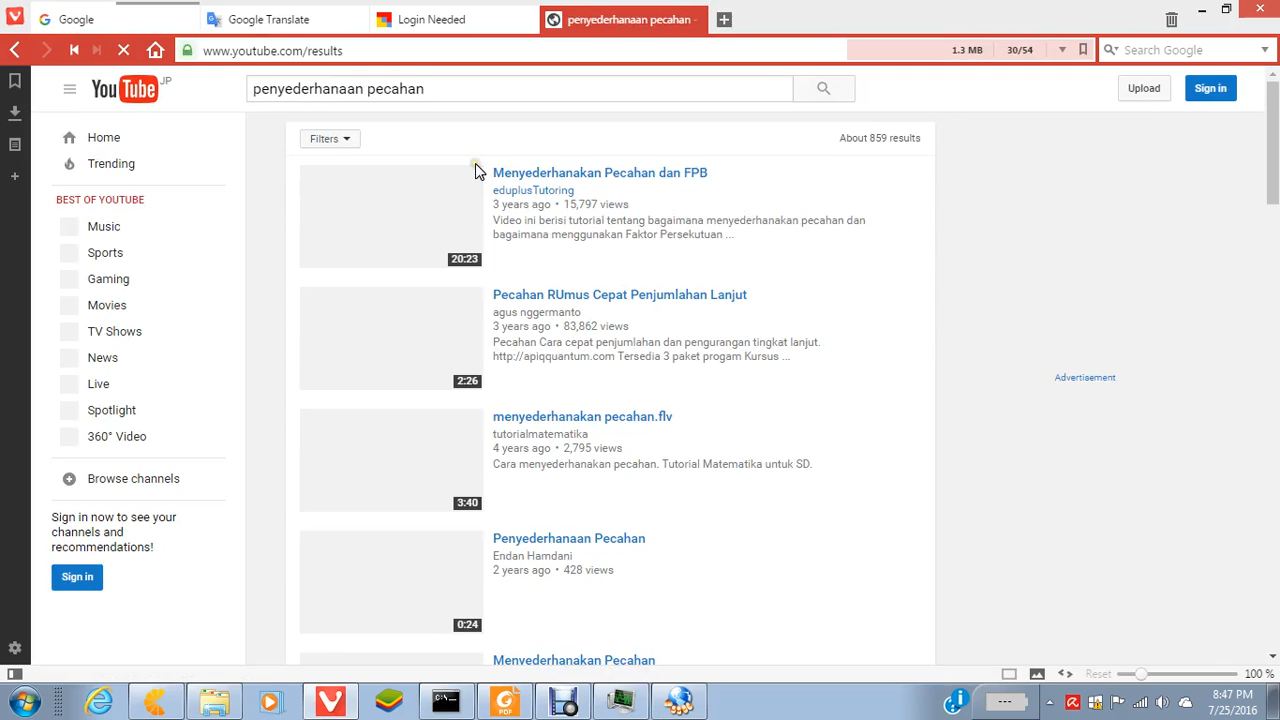 Google
Google Translate
Login Needed
penyederhanaan pecahan -
www.youtube.com/results
1.3 MB
30/54
Search Google
YouTube JP
penyederhanaan pecahan
Upload
Sign in
Home
Trending
BEST OF YOUTUBE
Music
Sports
Gaming
Movies
TV Shows
News
Live
Spotlight
360° Video
Browse channels
Sign in now to see your
channels and
recommendations!
Sign in
Filters
About 859 results
Menyederhanakan Pecahan dan FPB
eduplusTutoring
3 years ago • 15,797 views
Video ini berisi tutorial tentang bagaimana menyederhanakan pecahan dan
bagaimana menggunakan Faktor Persekutuan ...
20:23
Pecahan RUmus Cepat Penjumlahan Lanjut
agus nggermanto
3 years ago • 83,862 views
Pecahan Cara cepat penjumlahan dan pengurangan tingkat lanjut.
http://apiqquantum.com Tersedia 3 paket progam Kursus ...
2:26
menyederhanakan pecahan.flv
tutorialmatematika
4 years ago • 2,795 views
Cara menyederhanakan pecahan. Tutorial Matematika untuk SD.
3:40
Penyederhanaan Pecahan
Endan Hamdani
2 years ago • 428 views
0:24
Menyederhanakan Pecahan
Advertisement
Reset
100 %
PDF
8:47 PM
7/25/2016